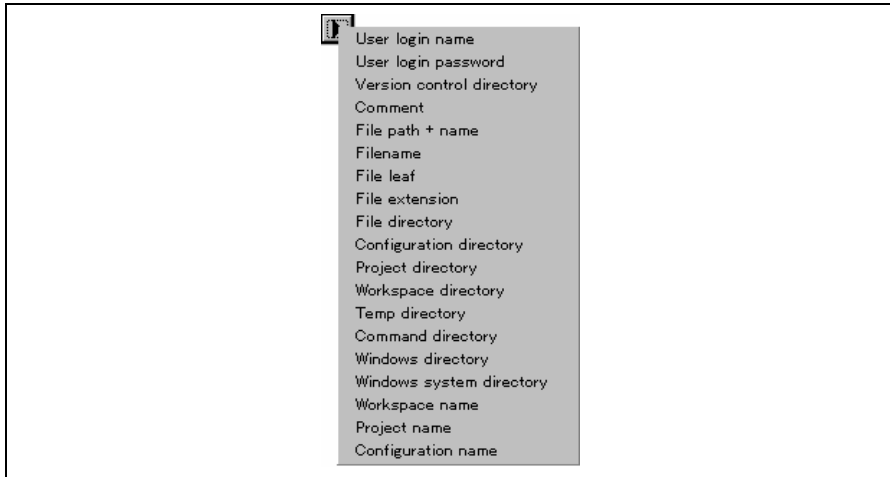 User login name
User login password
Version control directory
Comment
File path + name
Filename
File leaf
File extension
File directory
Configuration directory
Project directory
Workspace directory
Temp directory
Command directory
Windows directory
Windows system directory
Workspace name
Project name
Configuration name